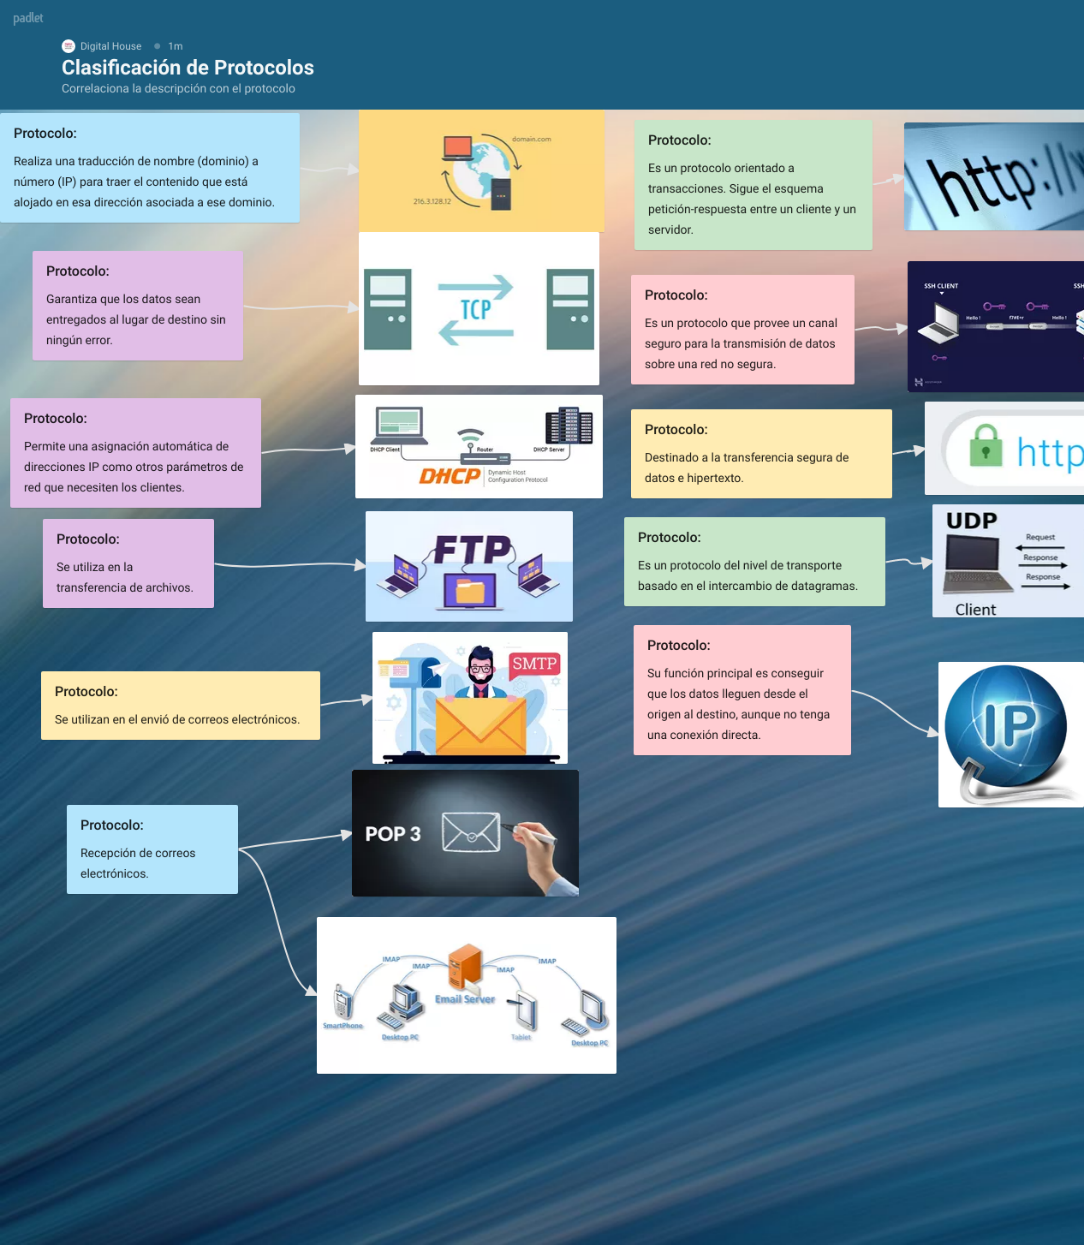 padlet
Digital House
1m
Clasificación de Protocolos
Correlaciona la descripción con el protocolo
Protocolo:
Realiza una traducción de nombre (dominio) a
número (IP) para traer el contenido que está
alojado en esa dirección asociada a ese dominio.
domain.com
216.3.128.12
Protocolo:
Garantiza que los datos sean
entregados al lugar de destino sin
ningún error.
TCP
Protocolo:
Permite una asignación automática de
direcciones IP como otros parámetros de
red que necesiten los clientes.
DHCP Client
Router
DHCP Server
DHCP
Dynamic Host
Configuration Protocol
Protocolo:
Se utiliza en la
transferencia de archivos.
FTP
Protocolo:
Se utilizan en el envió de correos electrónicos.
SMTP
Protocolo:
Recepción de correos
electrónicos.
POP 3
IMAP
IMAP
IMAP
IMAP
Email Server
SmartPhone
Desktop PC
Tablet
Desktop PC
Protocolo:
Es un protocolo orientado a
transacciones. Sigue el esquema
petición-respuesta entre un cliente y un
servidor.
http://
Protocolo:
Es un protocolo que provee un canal
seguro para la transmisión de datos
sobre una red no segura.
SSH CLIENT
SSH
Hello !
Hello !
Protocolo:
Destinado a la transferencia segura de
datos e hipertexto.
http
Protocolo:
Es un protocolo del nivel de transporte
basado en el intercambio de datagramas.
UDP
Request
Response
Response
Client
Protocolo:
Su función principal es conseguir
que los datos lleguen desde el
origen al destino, aunque no tenga
una conexión directa.
IP